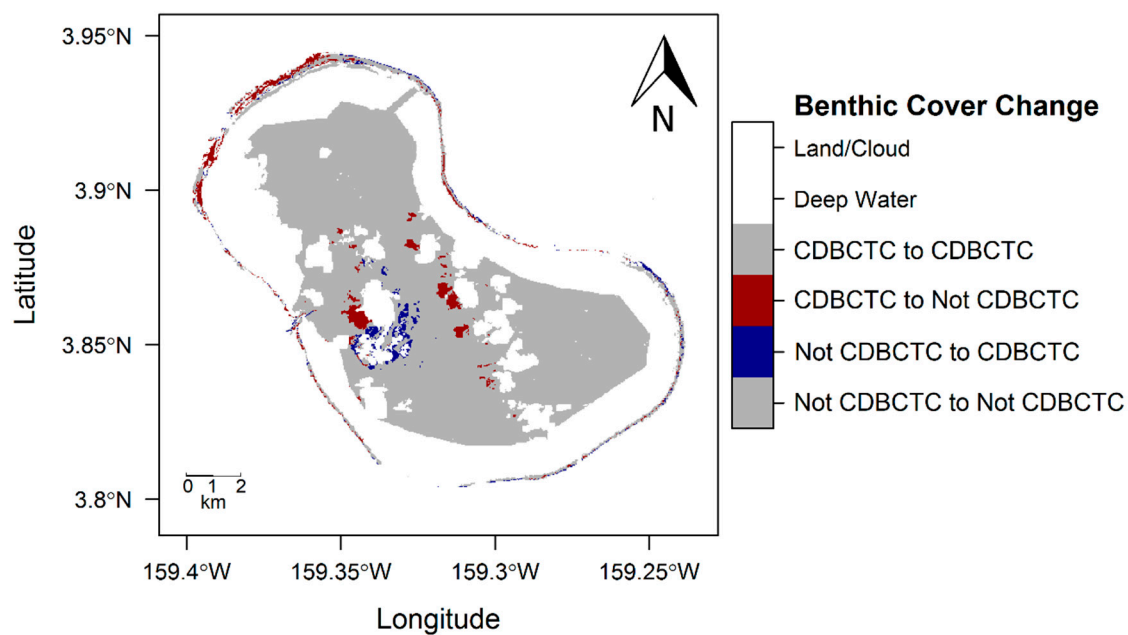 3.95°N
3.9°N
3.85°N
3.8°N
Latitude
N
0 1 2
km
159.4°W
159.35°W
159.3°W
159.25°W
Longitude
Benthic Cover Change
Land/Cloud
Deep Water
CDBCTC to CDBCTC
CDBCTC to Not CDBCTC
Not CDBCTC to CDBCTC
Not CDBCTC to Not CDBCTC